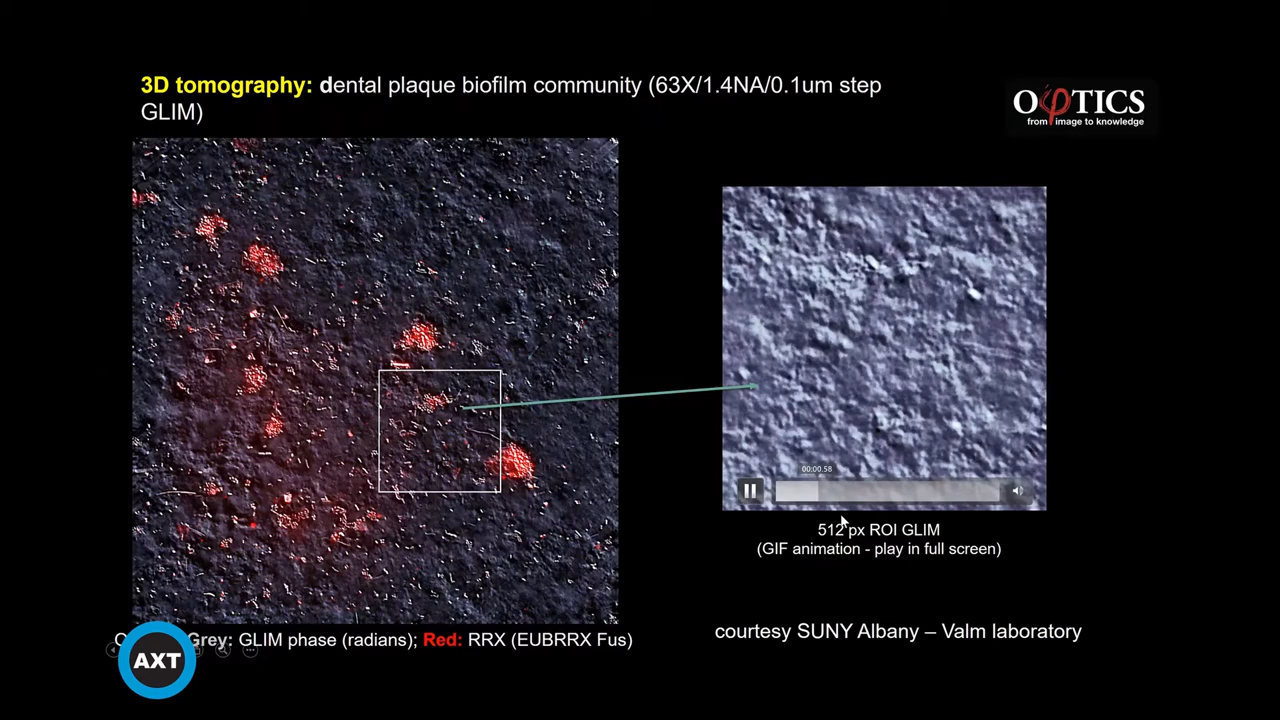 3D tomography: dental plaque biofilm community (63X/1.4NA/0.1um step
GLIM)
OφTICS
from image to knowledge
00:00.58
512 px ROI GLIM
(GIF animation - play in full screen)
Grey: GLIM phase (radians); Red: RRX (EUBRRX Fus)
courtesy SUNY Albany – Valm laboratory
AXT